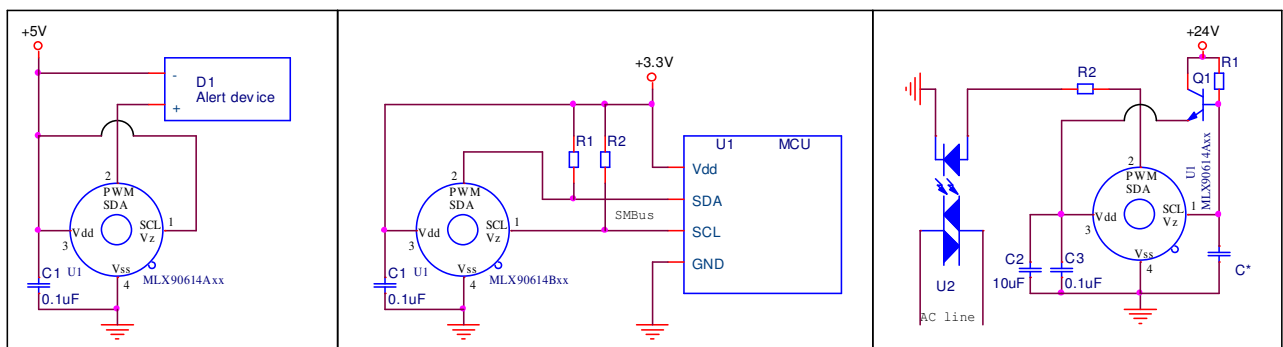 +5V
D1
Alert device
-
+
2
PWM
SDA
SCL
Vz
1
Vdd
3
Vss
4
U1
MLX90614Axx
C1
0.1uF
+3.3V
R1
R2
U1
MCU
Vdd
SDA
SCL
GND
SMBus
2
PWM
SDA
SCL
Vz
1
Vdd
3
Vss
4
U1
MLX90614Bxx
C1
0.1uF
+24V
R1
Q1
R2
U1
MLX90614Axx
2
PWM
SDA
SCL
Vz
1
Vdd
3
Vss
4
C2
10uF
C3
0.1uF
C*
U2
AC line